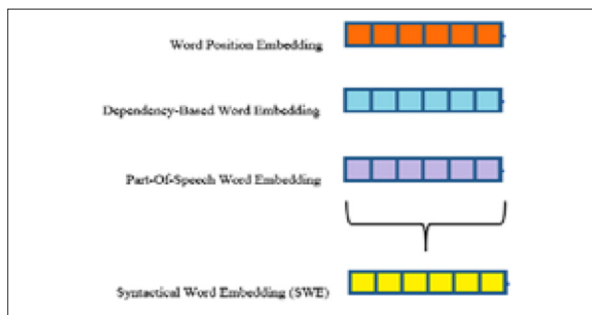 Word Position Embedding
Dependency-Based Word Embedding
Part-Of-Speech Word Embedding
Syntactical Word Embedding (SWE)